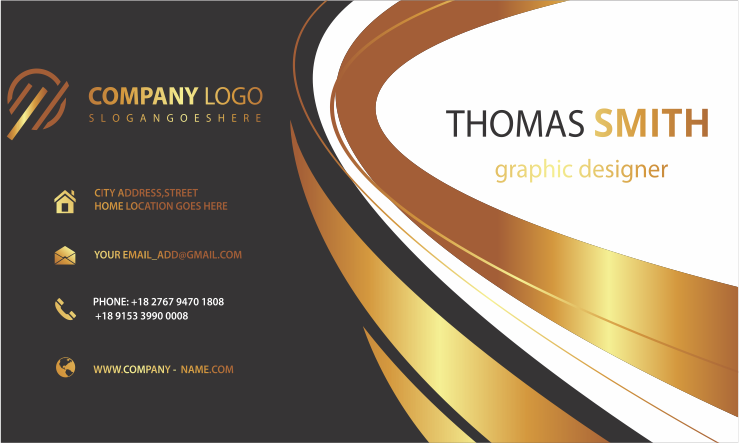 COMPANY LOGO
SLOGANGOESHERE
THOMAS SMITH
graphic designer
CITY ADDRESS,STREET
HOME LOCATION GOES HERE
YOUR EMAIL_ADD@GMAIL.COM
PHONE: +18 2767 9470 1808
+18 9153 3990 0008
WWW.COMPANY - NAME.COM